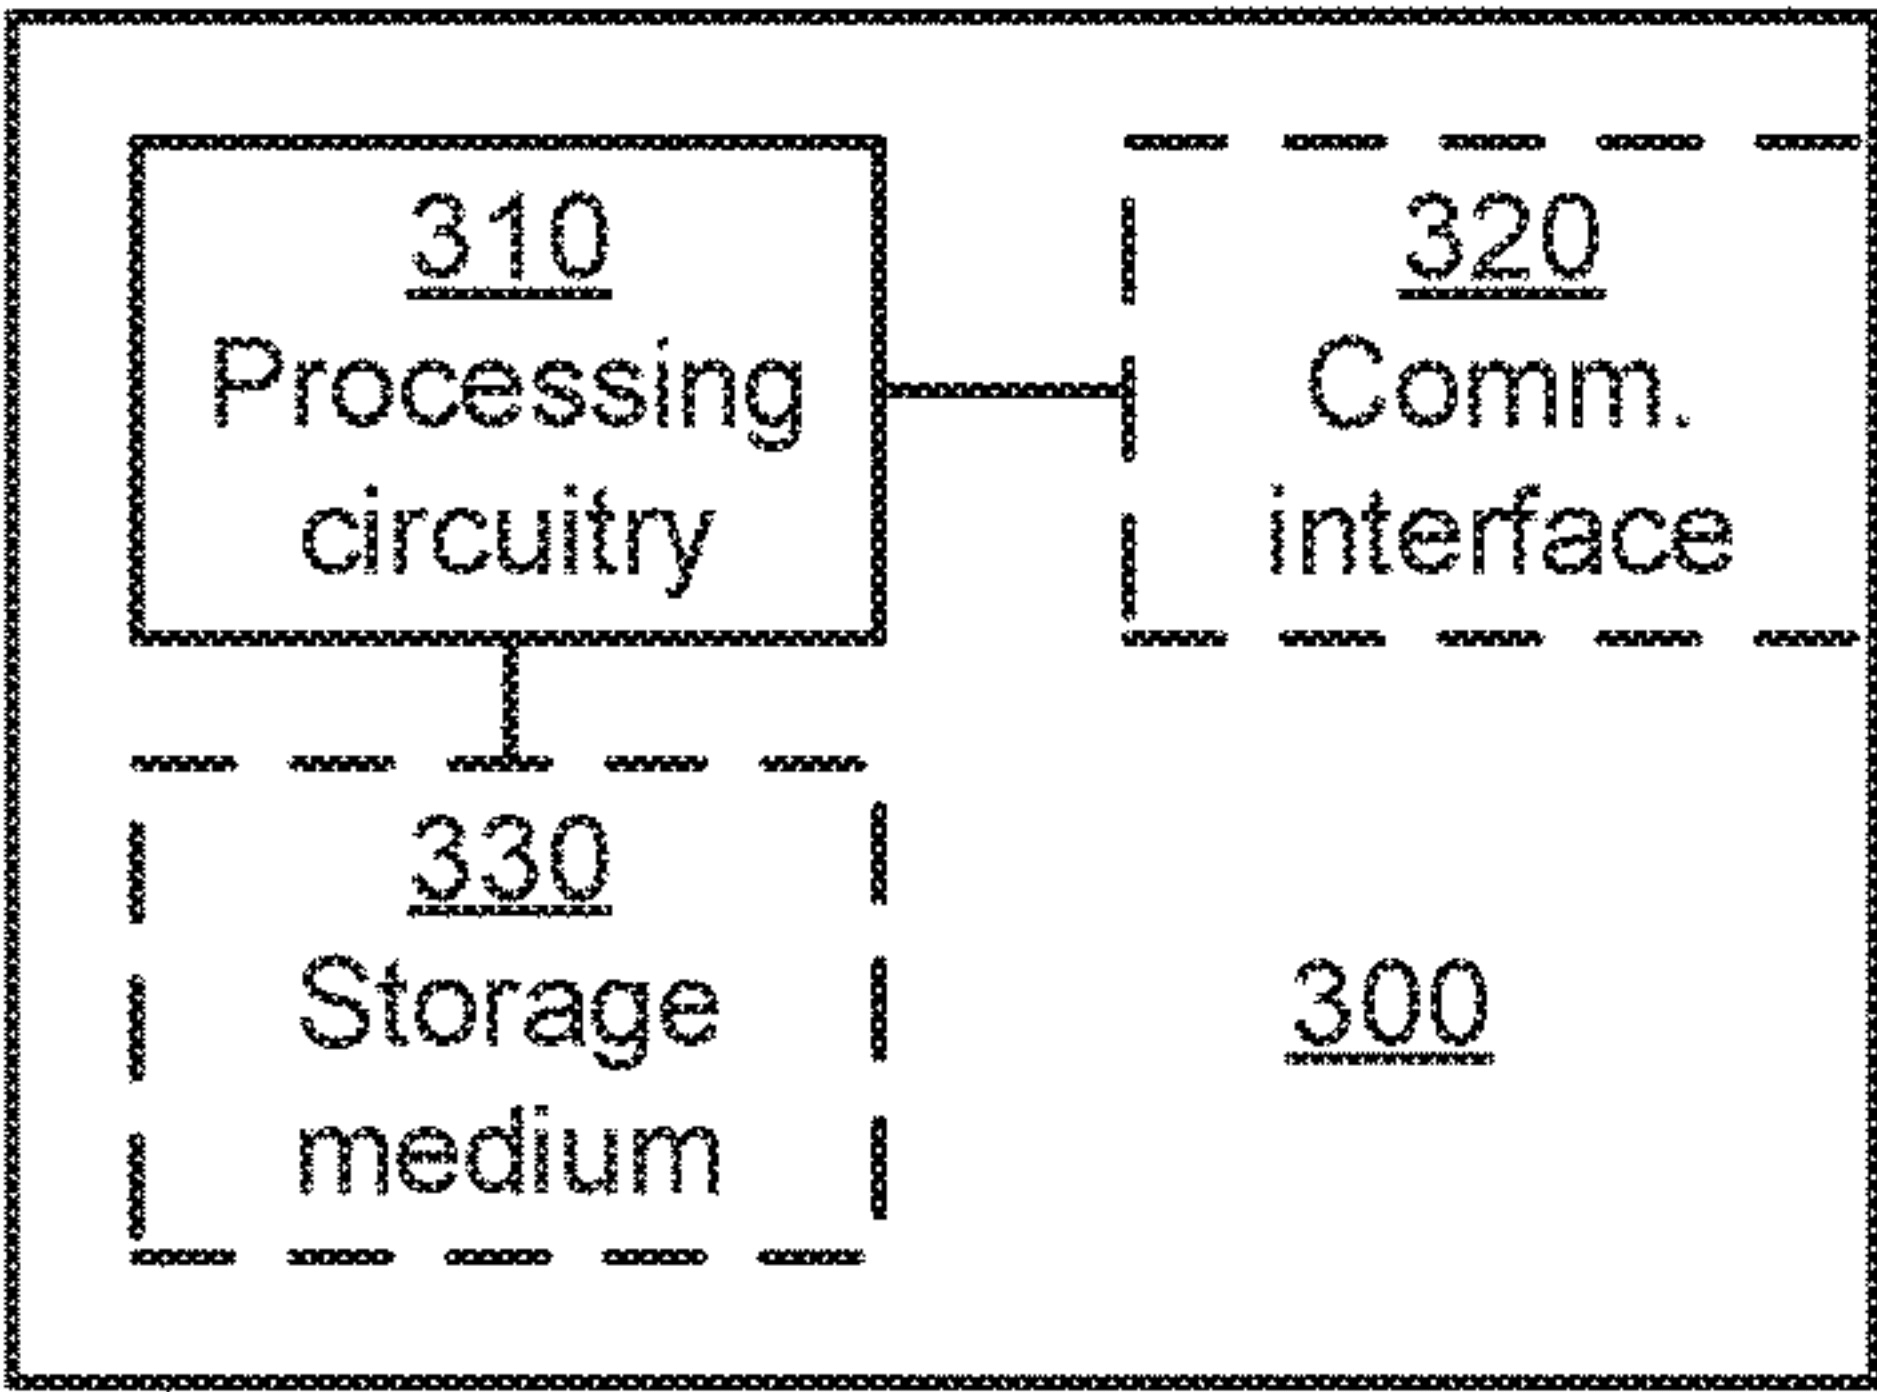 310
Processing
circuitry
320
Comm.
interface
330
Storage
medium
300